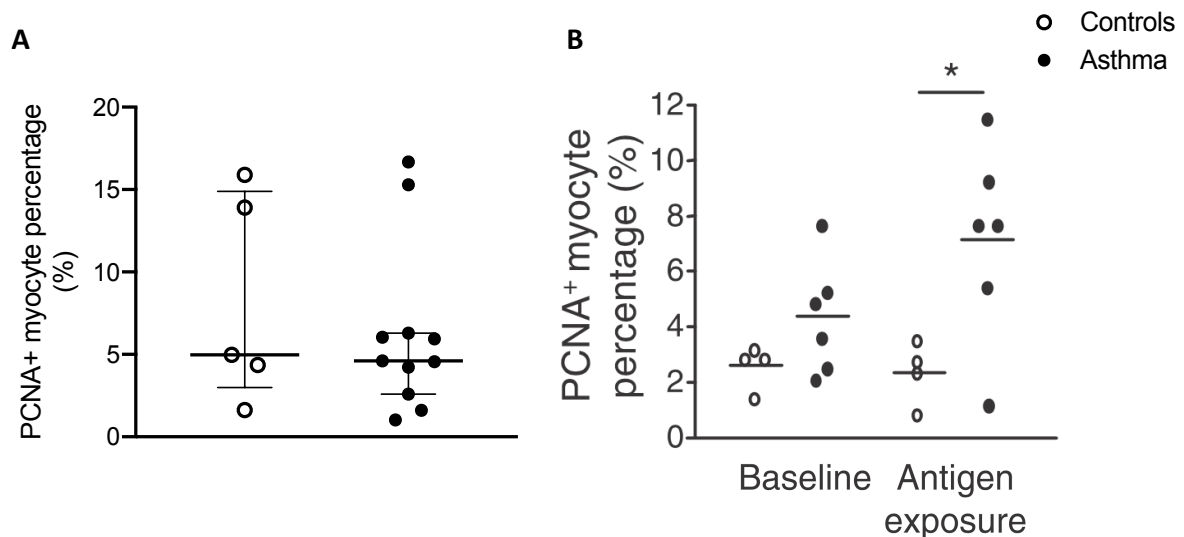 A
PCNA+ myocyte percentage
(%)
20
15
10
5
0
B
Controls
Asthma
*
PCNA⁺ myocyte
percentage (%)
12
10
8
6
4
2
0
Baseline
Antigen
exposure